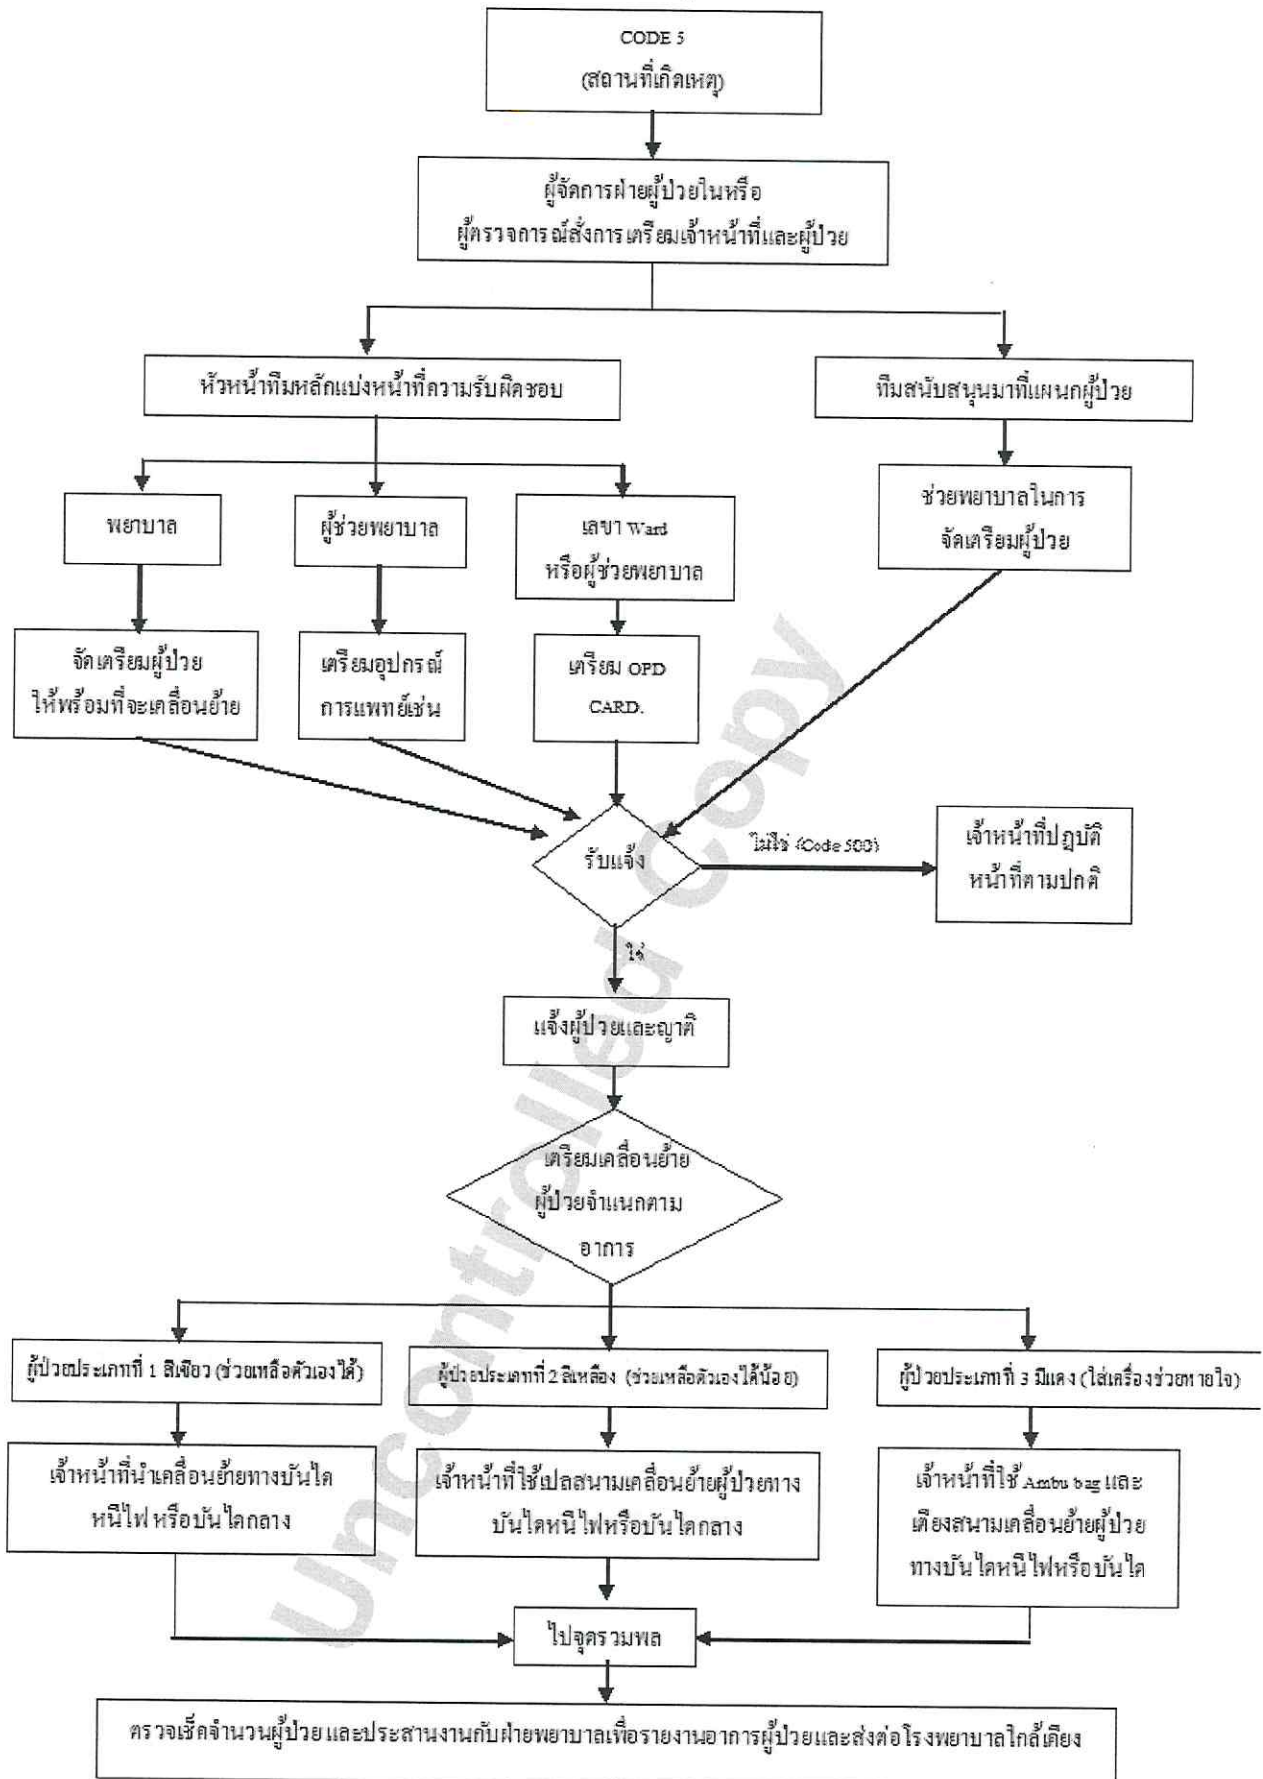 CODE 5
(สถานที่เกิดเหตุ)
ผู้จัดการฝ่ายผู้ป่วยในหรือ
ผู้ตรวจการณ์สั่งการเตรียมเจ้าหน้าที่และผู้ป่วย
หัวหน้าทีมหลักแบ่งหน้าที่ความรับผิดชอบ
ทีมสนับสนุนมาที่แผนกผู้ป่วย
พยาบาล
ผู้ช่วยพยาบาล
เลขา Ward
หรือผู้ช่วยพยาบาล
ช่วยพยาบาลในการ
จัดเตรียมผู้ป่วย
จัดเตรียมผู้ป่วย
ให้พร้อมที่จะเคลื่อนย้าย
เตรียมอุปกรณ์
การแพทย์เช่น
เตรียม OPD
CARD.
รับแจ้ง
ไม่ใช่ (Code 500)
เจ้าหน้าที่ปฏบัติ
หน้าที่ตามปกติ
ใช่
แจ้งผู้ป่วยและญาติ
เตรียมเคลื่อนย้าย
ผู้ป่วยจำแนกตาม
อาการ
ผู้ป่วยประเภทที่ 1 สีเขียว (ช่วยเหลือตัวเองได้)
ผู้ป่วยประเภทที่ 2 สีเหลือง (ช่วยเหลือตัวเองได้น้อย)
ผู้ป่วยประเภทที่ 3 มีแดง (ใส่เครื่องช่วยหายใจ)
เจ้าหน้าที่นำเคลื่อนย้ายทางบันได
หนีไฟ หรือบันไดกลาง
เจ้าหน้าที่ใช้เปลสนามเคลื่อนย้ายผู้ป่วยทาง
บันไดหนีไฟหรือบันไดกลาง
เจ้าหน้าที่ใช้ Ambu bag และ
เตียงสนามเคลื่อนย้ายผู้ป่วย
ทางบันไดหนีไฟหรือบันได
ไปจุดรวมพล
ตรวจเช็คจำนวนผู้ป่วย และประสานงานกับฝ่ายพยาบาลเพื่อรายงานอาการผู้ป่วยและส่งต่อโรงพยาบาลใกล้เคียง
Uncontrolled Copy